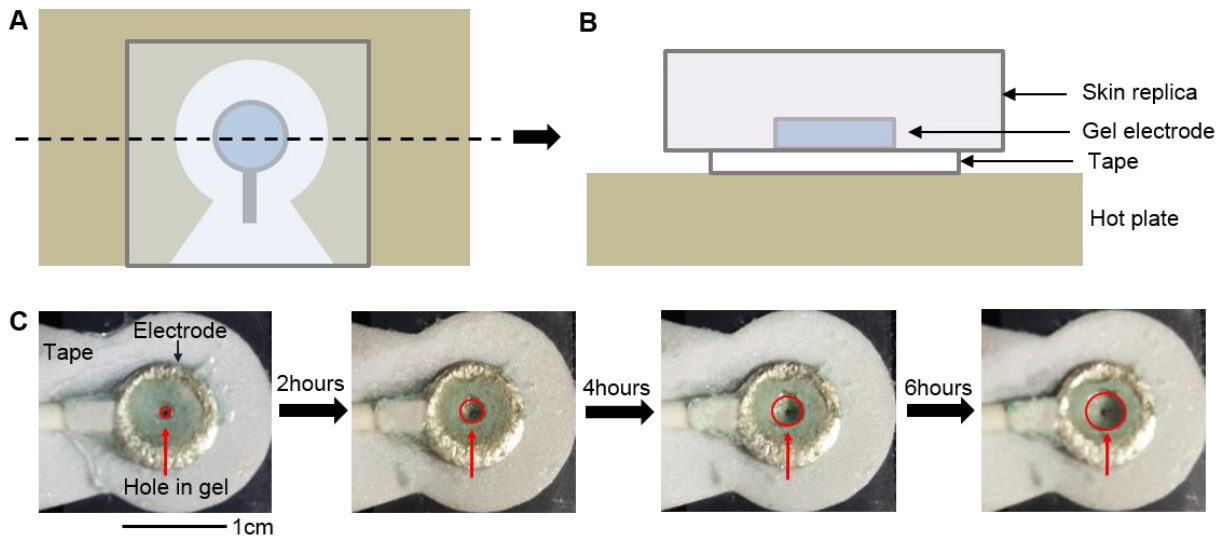 A
B
Skin replica
Gel electrode
Tape
Hot plate
C
Electrode
Tape
2hours
4hours
6hours
Hole in gel
1cm